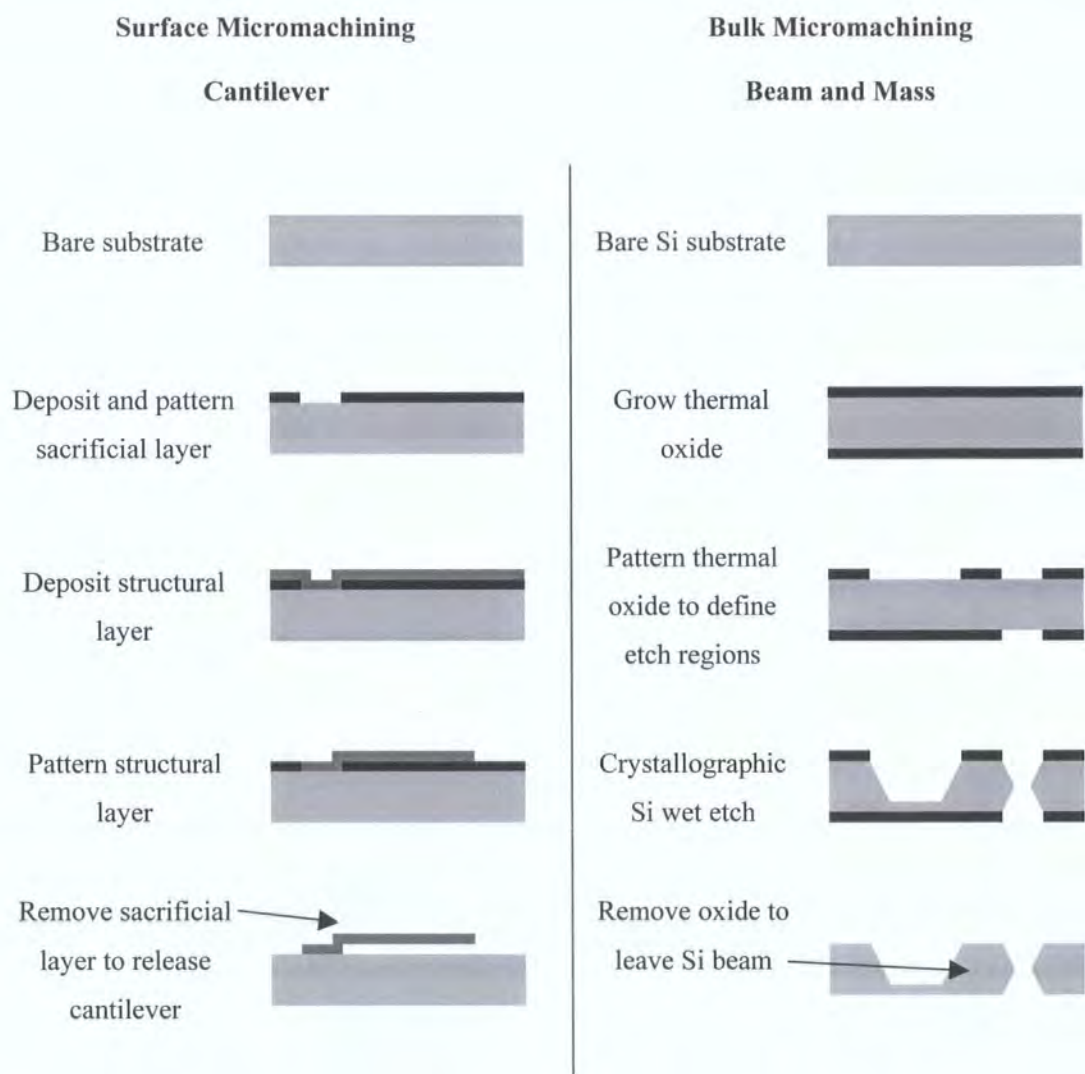 Surface Micromachining
Cantilever
Bare substrate
Deposit and pattern
sacrificial layer
Deposit structural
layer
Pattern structural
layer
Remove sacrificial
layer to release
cantilever
Bulk Micromachining
Beam and Mass
Bare Si substrate
Grow thermal
oxide
Pattern thermal
oxide to define
etch regions
Crystallographic
Si wet etch
Remove oxide to
leave Si beam